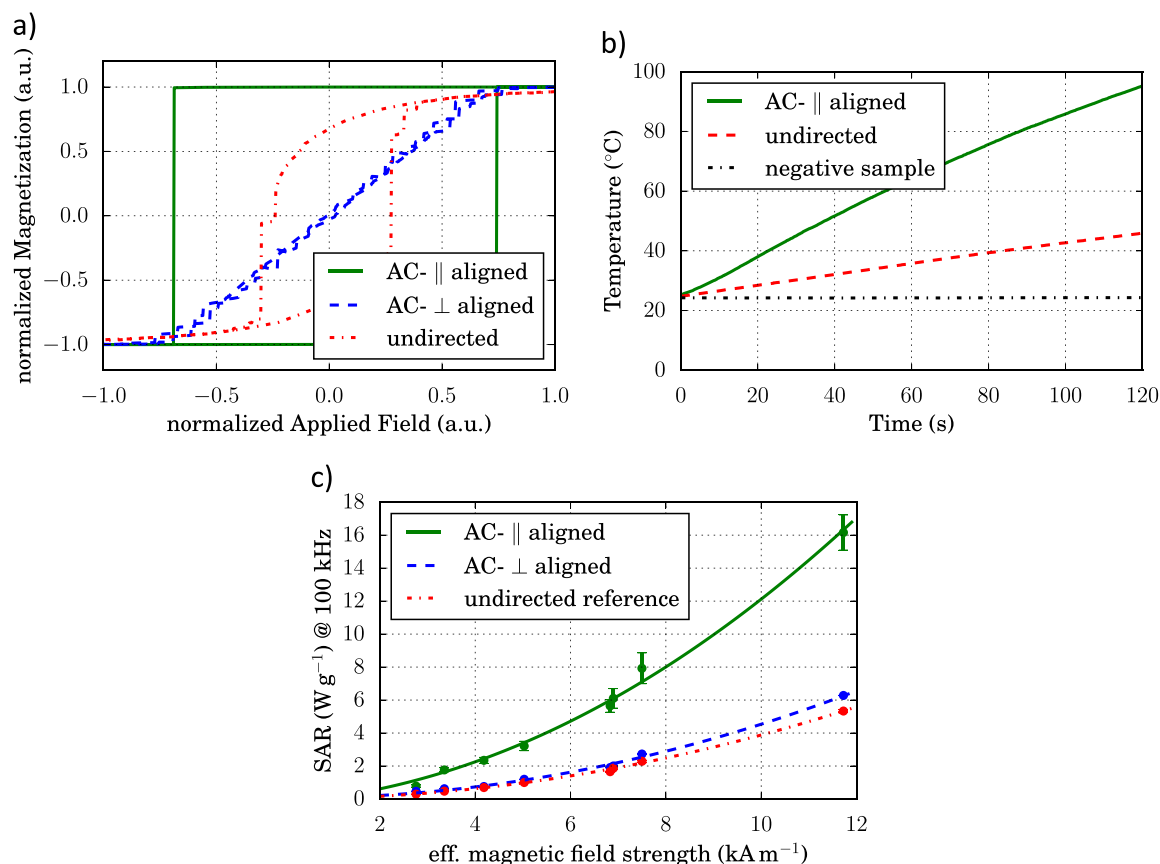 a)
normalized Magnetization (a.u.)
1.0
0.5
0.0
−0.5
−1.0
AC- ∥ aligned
AC- ⊥ aligned
undirected
−1.0 −0.5 0.0 0.5 1.0
normalized Applied Field (a.u.)
b)
Temperature (°C)
100
80
60
40
20
0
AC- ∥ aligned
undirected
negative sample
0 20 40 60 80 100 120
Time (s)
c)
SAR (W g⁻¹) @ 100 kHz
18
16
14
12
10
8
6
4
2
0
AC- ∥ aligned
AC- ⊥ aligned
undirected reference
2 4 6 8 10 12
eff. magnetic field strength (kA m⁻¹)